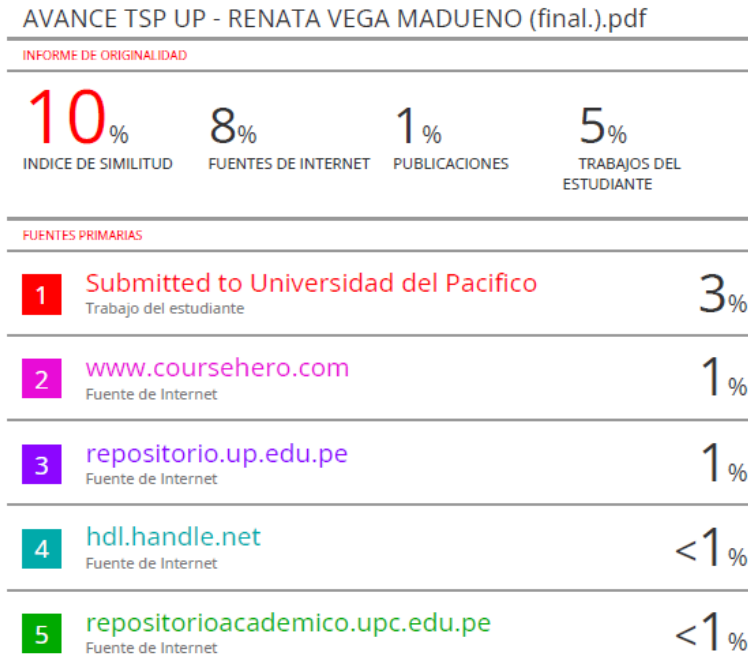 AVANCE TSP UP - RENATA VEGA MADUENO (final.).pdf
INFORME DE ORIGINALIDAD
10% 8% 1% 5%
INDICE DE SIMILITUD FUENTES DE INTERNET PUBLICACIONES TRABAJOS DEL
ESTUDIANTE
FUENTES PRIMARIAS
1 Submitted to Universidad del Pacifico 3%
Trabajo del estudiante
2 www.coursehero.com 1%
Fuente de Internet
3 repositorio.up.edu.pe 1%
Fuente de Internet
4 hdl.handle.net <1%
Fuente de Internet
5 repositorioacademico.upc.edu.pe <1%
Fuente de Internet